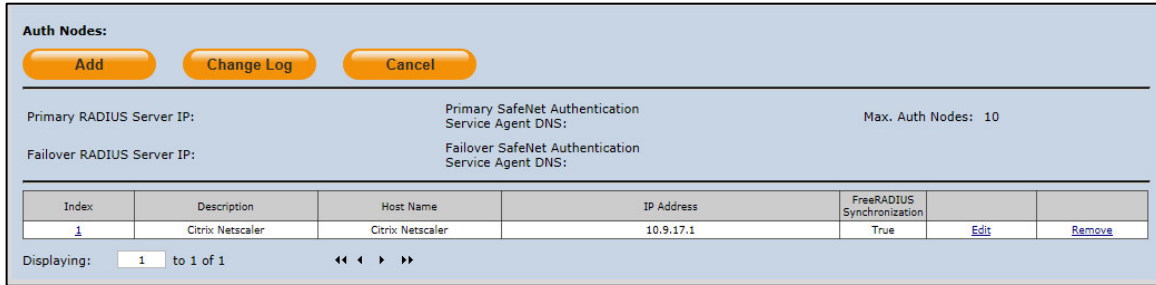 Auth Nodes:
Add Change Log Cancel
Primary RADIUS Server IP: Primary SafeNet Authentication Service Agent DNS: Max. Auth Nodes: 10
Failover RADIUS Server IP: Failover SafeNet Authentication Service Agent DNS:
Index Description Host Name IP Address FreeRADIUS Synchronization
1 Citrix Netscaler Citrix Netscaler 10.9.17.1 True Edit Remove
Displaying: 1 to 1 of 1